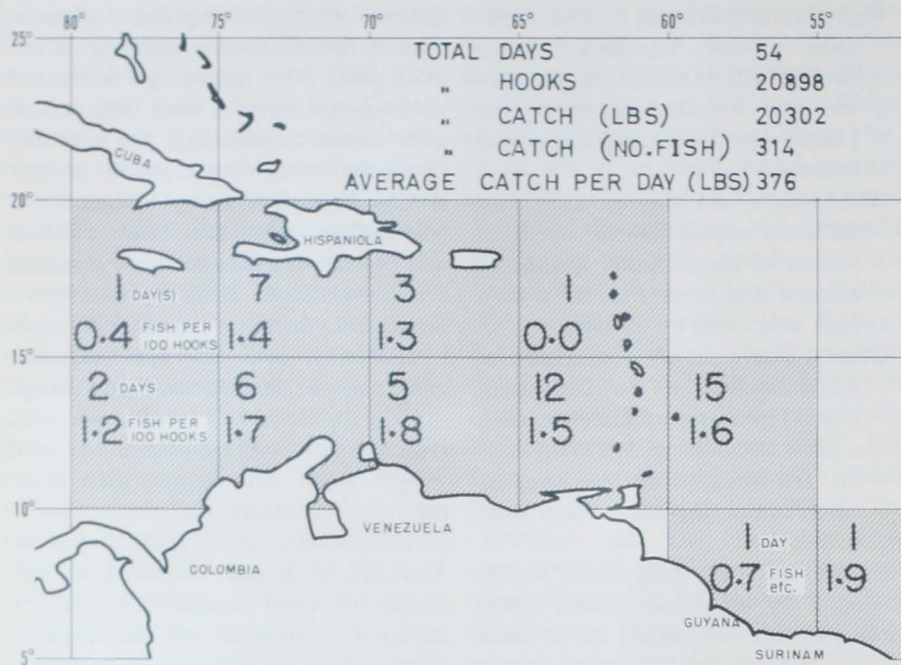 80° 75° 70° 65° 60° 55°
25°
TOTAL DAYS 54
" HOOKS 20898
" CATCH (LBS) 20302
" CATCH (NO.FISH) 314
AVERAGE CATCH PER DAY (LBS) 376
CUBA
20°
HISPANIOLA
1 DAY(S) 7 3 1
0.4 FISH PER 100 HOOKS 1.4 1.3 0.0
15°
2 DAYS 6 5 12 15
1.2 FISH PER 100 HOOKS 1.7 1.8 1.5 1.6
10°
VENEZUELA
COLOMBIA
1 DAY 1
0.7 FISH etc. 1.9
GUYANA
SURINAM
5°